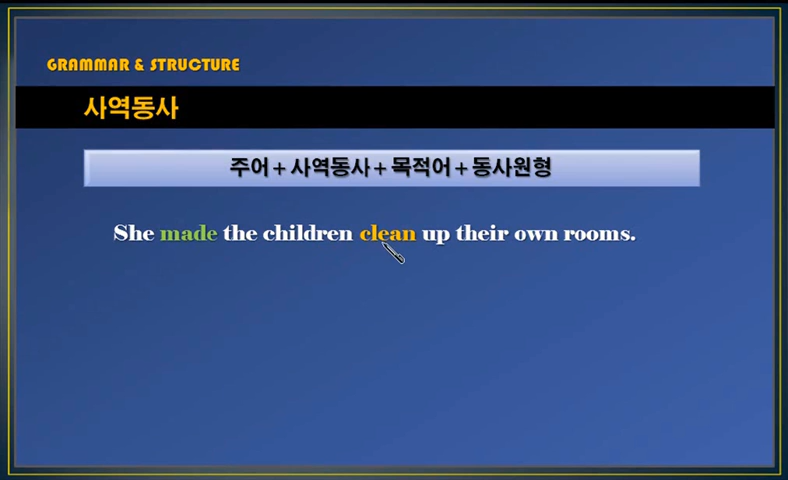 GRAMMAR & STRUCTURE
사역동사
주어 + 사역동사 + 목적어 + 동사원형
She made the children clean up their own rooms.